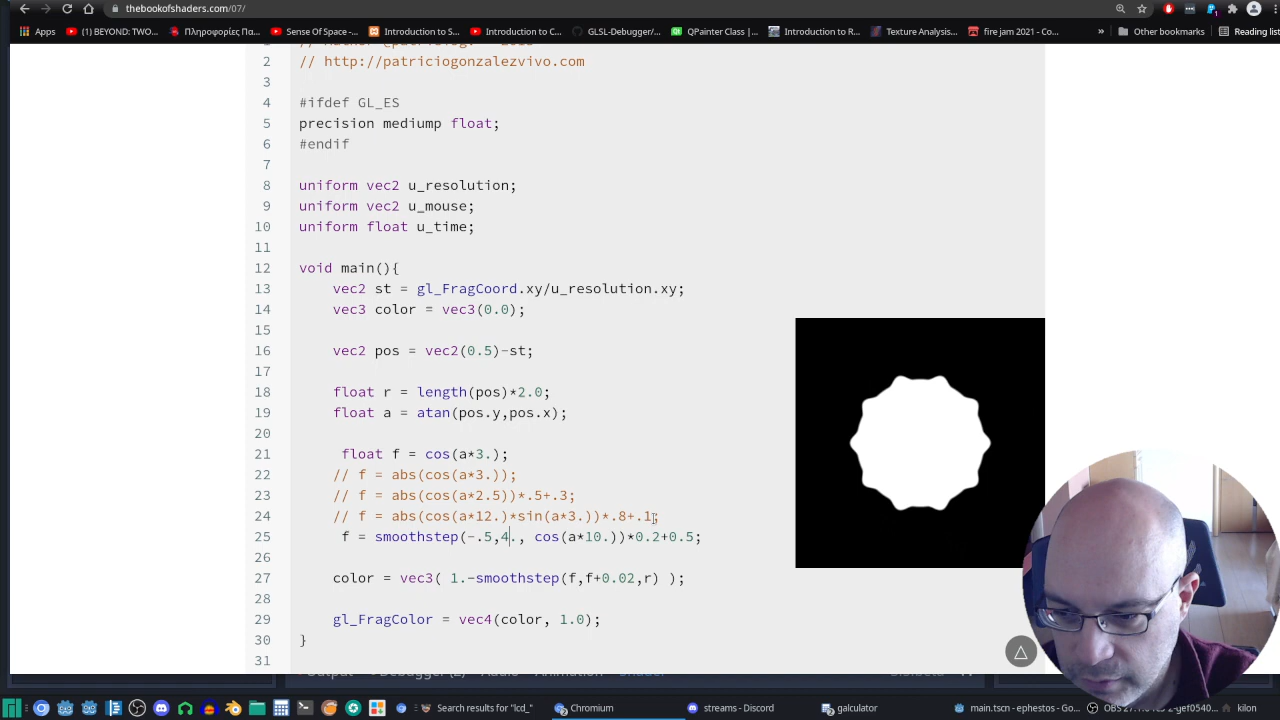 thebookofshaders.com/07/
Apps (1) BEYOND: TWO... Πληροφορίες Πα... Sense Of Space -... Introduction to S... Introduction to C... GLSL-Debugger/... QPainter Class |... Introduction to R... Texture Analysis... fire jam 2021 - Co... » Other bookmarks Reading list
2 // http://patriciogonzalezvivo.com
3
4 #ifdef GL_ES
5 precision mediump float;
6 #endif
7
8 uniform vec2 u_resolution;
9 uniform vec2 u_mouse;
10 uniform float u_time;
11
12 void main(){
13 vec2 st = gl_FragCoord.xy/u_resolution.xy;
14 vec3 color = vec3(0.0);
15
16 vec2 pos = vec2(0.5)-st;
17
18 float r = length(pos)*2.0;
19 float a = atan(pos.y,pos.x);
20
21 float f = cos(a*3.);
22 // f = abs(cos(a*3.));
23 // f = abs(cos(a*2.5))*.5+.3;
24 // f = abs(cos(a*12.)*sin(a*3.))*.8+.1;
25 f = smoothstep(-.5,4., cos(a*10.))*0.2+0.5;
26
27 color = vec3( 1.-smoothstep(f,f+0.02,r) );
28
29 gl_FragColor = vec4(color, 1.0);
30 }
31
Search results for "lcd_" Chromium streams – Discord galculator main.tscn - ephestos - Go... kilon